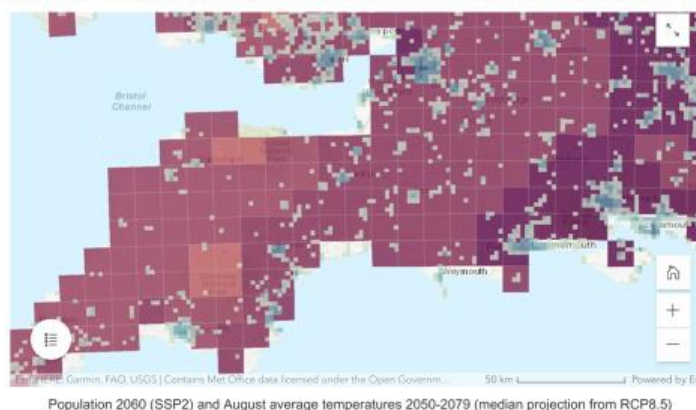 Bristol
Channel
Weymouth
Esri, HERE, Garmin, FAO, USGS | Contains Met Office data licensed under the Open Governm...
50 km
Powered by E
Population 2060 (SSP2) and August average temperatures 2050-2079 (median projection from RCP8.5)